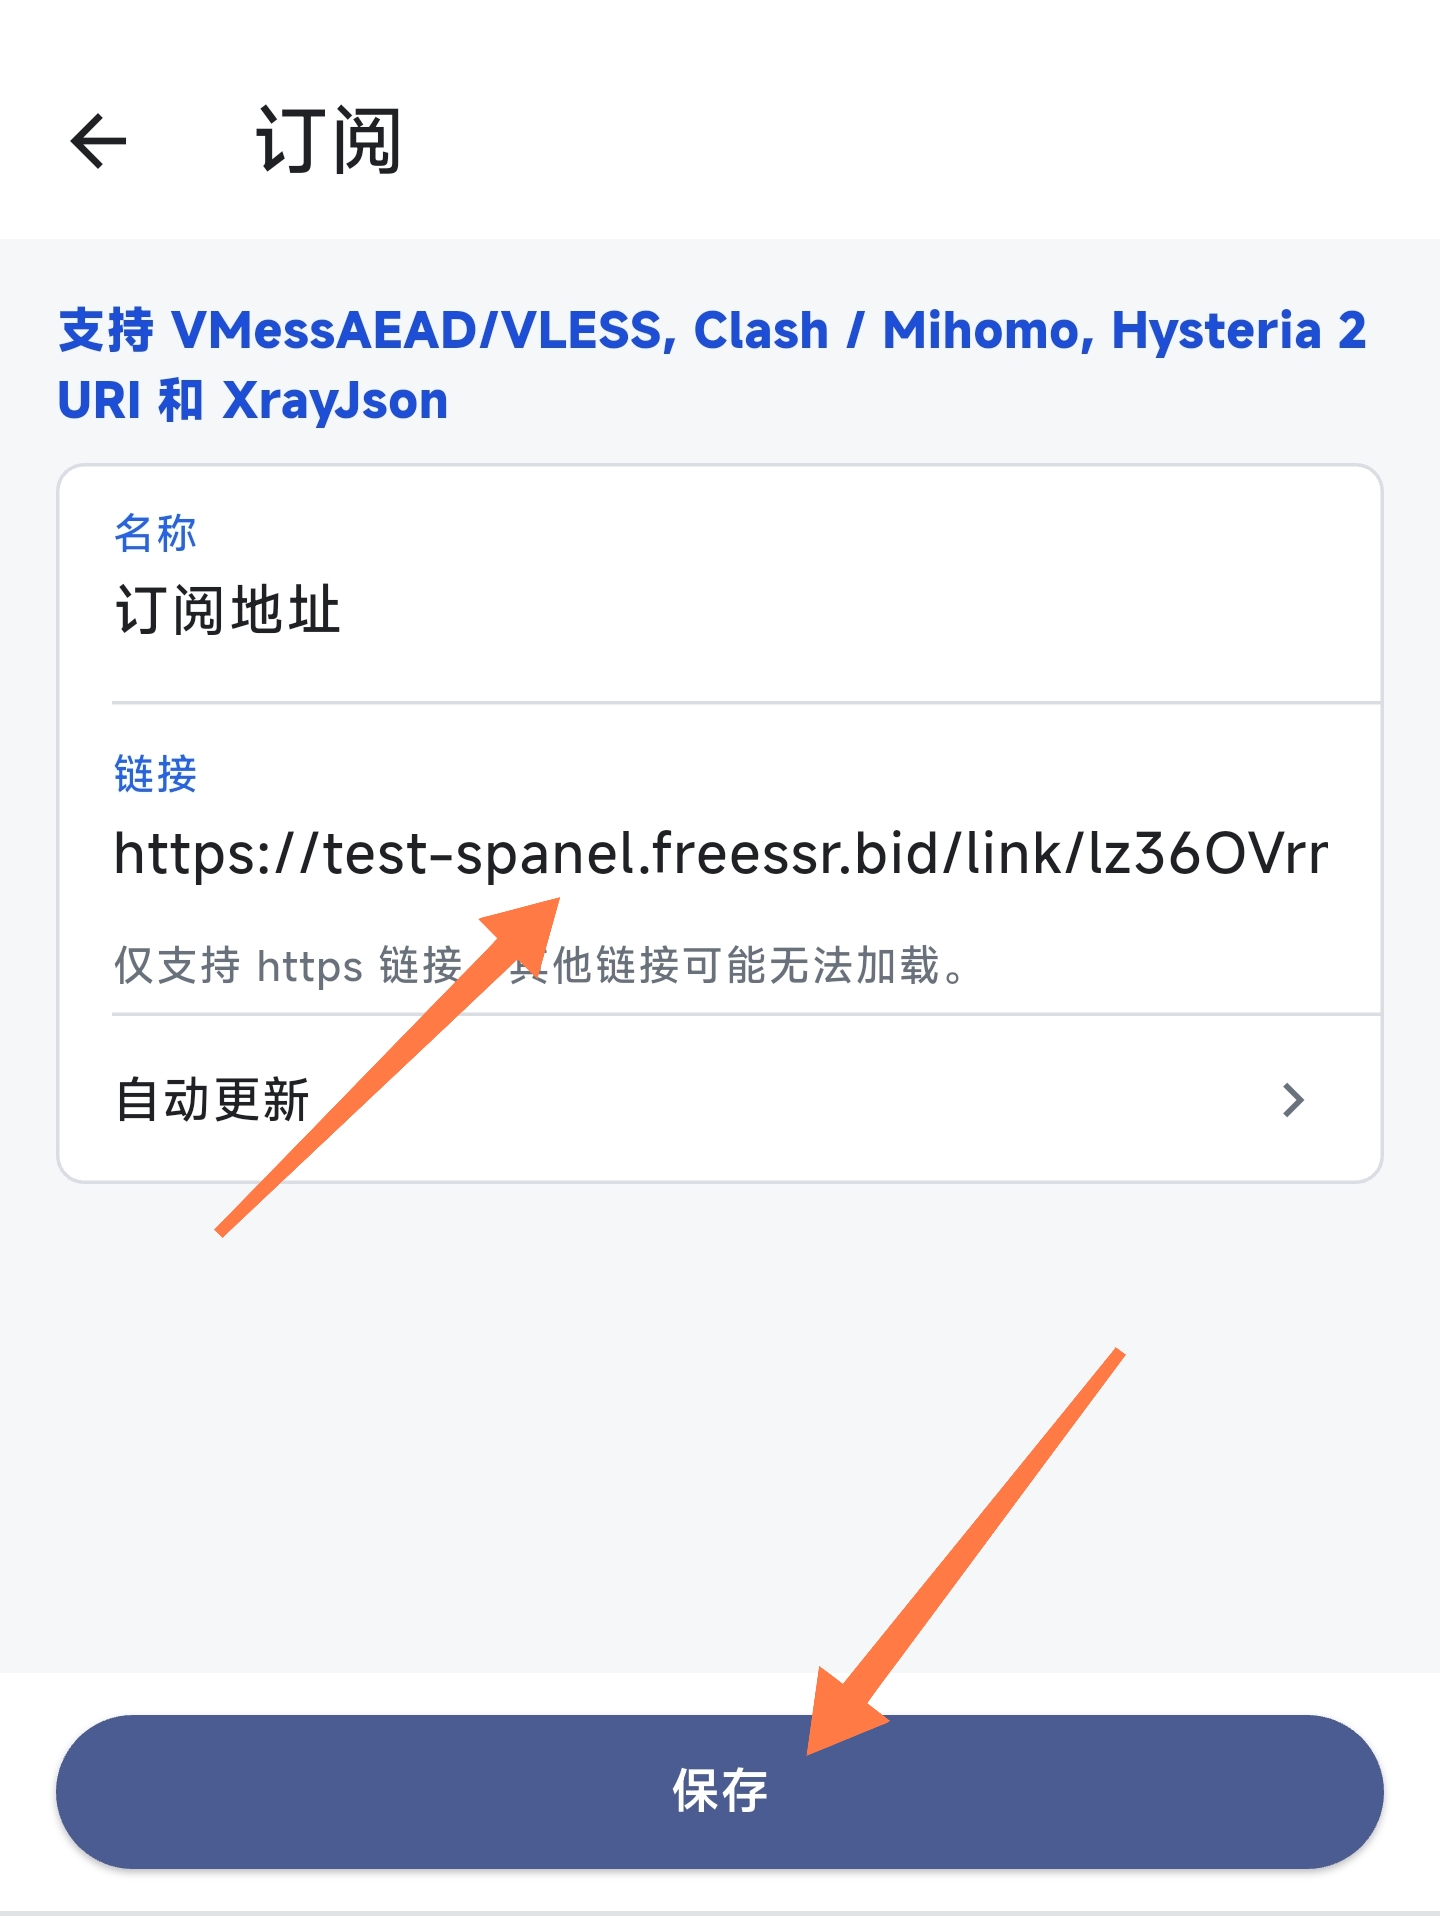 订阅
支持 VMessAEAD/VLESS, Clash / Mihomo, Hysteria 2
URI 和 XrayJson
名称
订阅地址
链接
https://test-spanel.freessr.bid/link/lz36OVrr
仅支持 https 链接 其他链接可能无法加载。
自动更新
保存